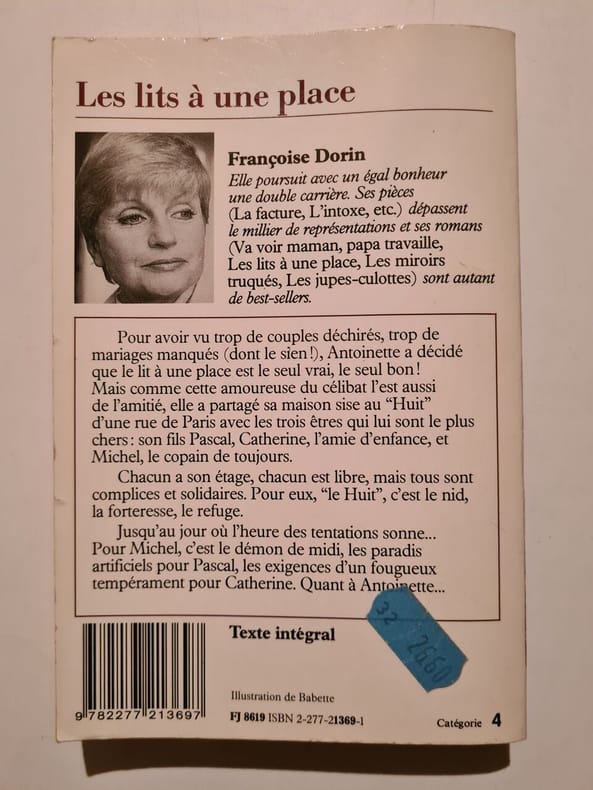 Les lits à une place
Françoise Dorin
Elle poursuit avec un égal bonheur
une double carrière. Ses pièces
(La facture, L'intoxe, etc.) dépassent
le millier de représentations et ses romans
(Va voir maman, papa travaille,
Les lits à une place, Les miroirs
truqués, Les jupes-culottes) sont autant
de best-sellers.
Pour avoir vu trop de couples déchirés, trop de
mariages manqués (dont le sien !), Antoinette a décidé
que le lit à une place est le seul vrai, le seul bon !
Mais comme cette amoureuse du célibat l'est aussi
de l'amitié, elle a partagé sa maison sise au “Huit”
d'une rue de Paris avec les trois êtres qui lui sont le plus
chers : son fils Pascal, Catherine, l'amie d'enfance, et
Michel, le copain de toujours.
Chacun a son étage, chacun est libre, mais tous sont
complices et solidaires. Pour eux, “le Huit”, c'est le nid,
la forteresse, le refuge.
Jusqu'au jour où l'heure des tentations sonne...
Pour Michel, c'est le démon de midi, les paradis
artificiels pour Pascal, les exigences d'un fougueux
tempérament pour Catherine. Quant à Antoinette...
32 2660
Texte intégral
Illustration de Babette
9 782277 213697
FJ 8619 ISBN 2-277-21369-1
Catégorie 4